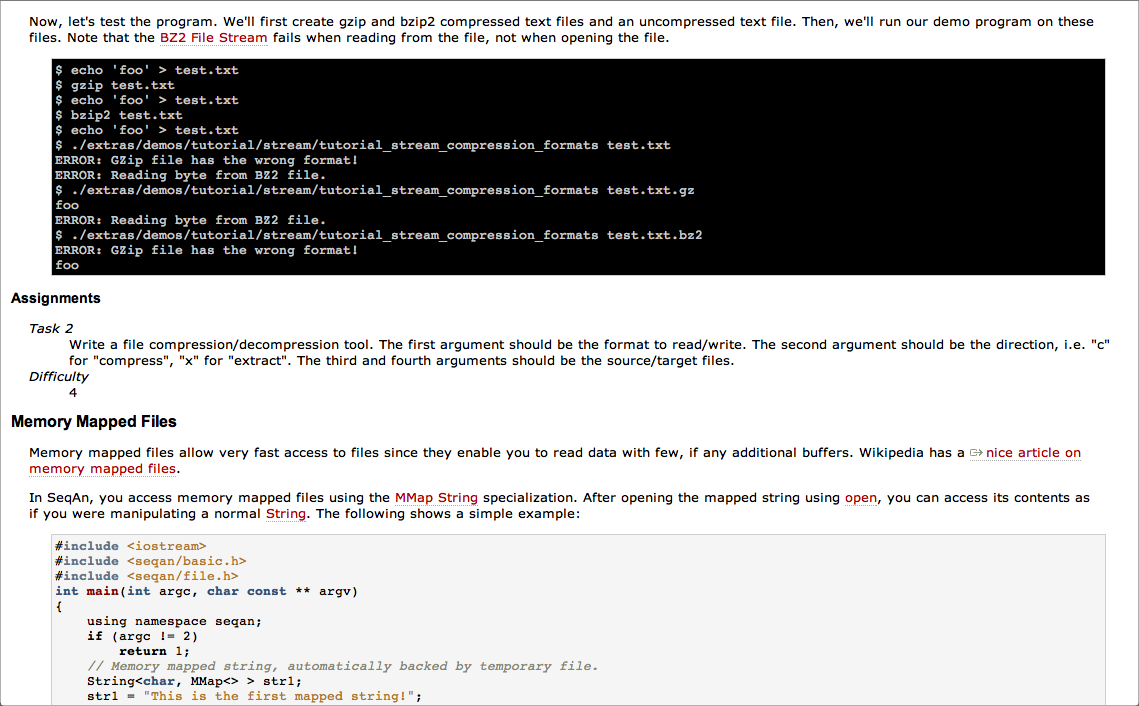 Now, let's test the program. We'll first create gzip and bzip2 compressed text files and an uncompressed text file. Then, we'll run our demo program on these
files. Note that the BZ2 File Stream fails when reading from the file, not when opening the file.
$ echo 'foo' > test.txt
$ gzip test.txt
$ echo 'foo' > test.txt
$ bzip2 test.txt
$ echo 'foo' > test.txt
$ ./extras/demos/tutorial/stream/tutorial_stream_compression_formats test.txt
ERROR: GZip file has the wrong format!
ERROR: Reading byte from BZ2 file.
$ ./extras/demos/tutorial/stream/tutorial_stream_compression_formats test.txt.gz
foo
ERROR: Reading byte from BZ2 file.
$ ./extras/demos/tutorial/stream/tutorial_stream_compression_formats test.txt.bz2
ERROR: GZip file has the wrong format!
foo
Assignments
Task 2
Write a file compression/decompression tool. The first argument should be the format to read/write. The second argument should be the direction, i.e. "c"
for "compress", "x" for "extract". The third and fourth arguments should be the source/target files.
Difficulty
4
Memory Mapped Files
Memory mapped files allow very fast access to files since they enable you to read data with few, if any additional buffers. Wikipedia has a nice article on
memory mapped files.
In SeqAn, you access memory mapped files using the MMap String specialization. After opening the mapped string using open, you can access its contents as
if you were manipulating a normal String. The following shows a simple example:
#include <iostream>
#include <seqan/basic.h>
#include <seqan/file.h>
int main(int argc, char const ** argv)
{
    using namespace seqan;
    if (argc != 2)
        return 1;
    // Memory mapped string, automatically backed by temporary file.
    String<char, MMap<> > str1;
    str1 = "This is the first mapped string!";